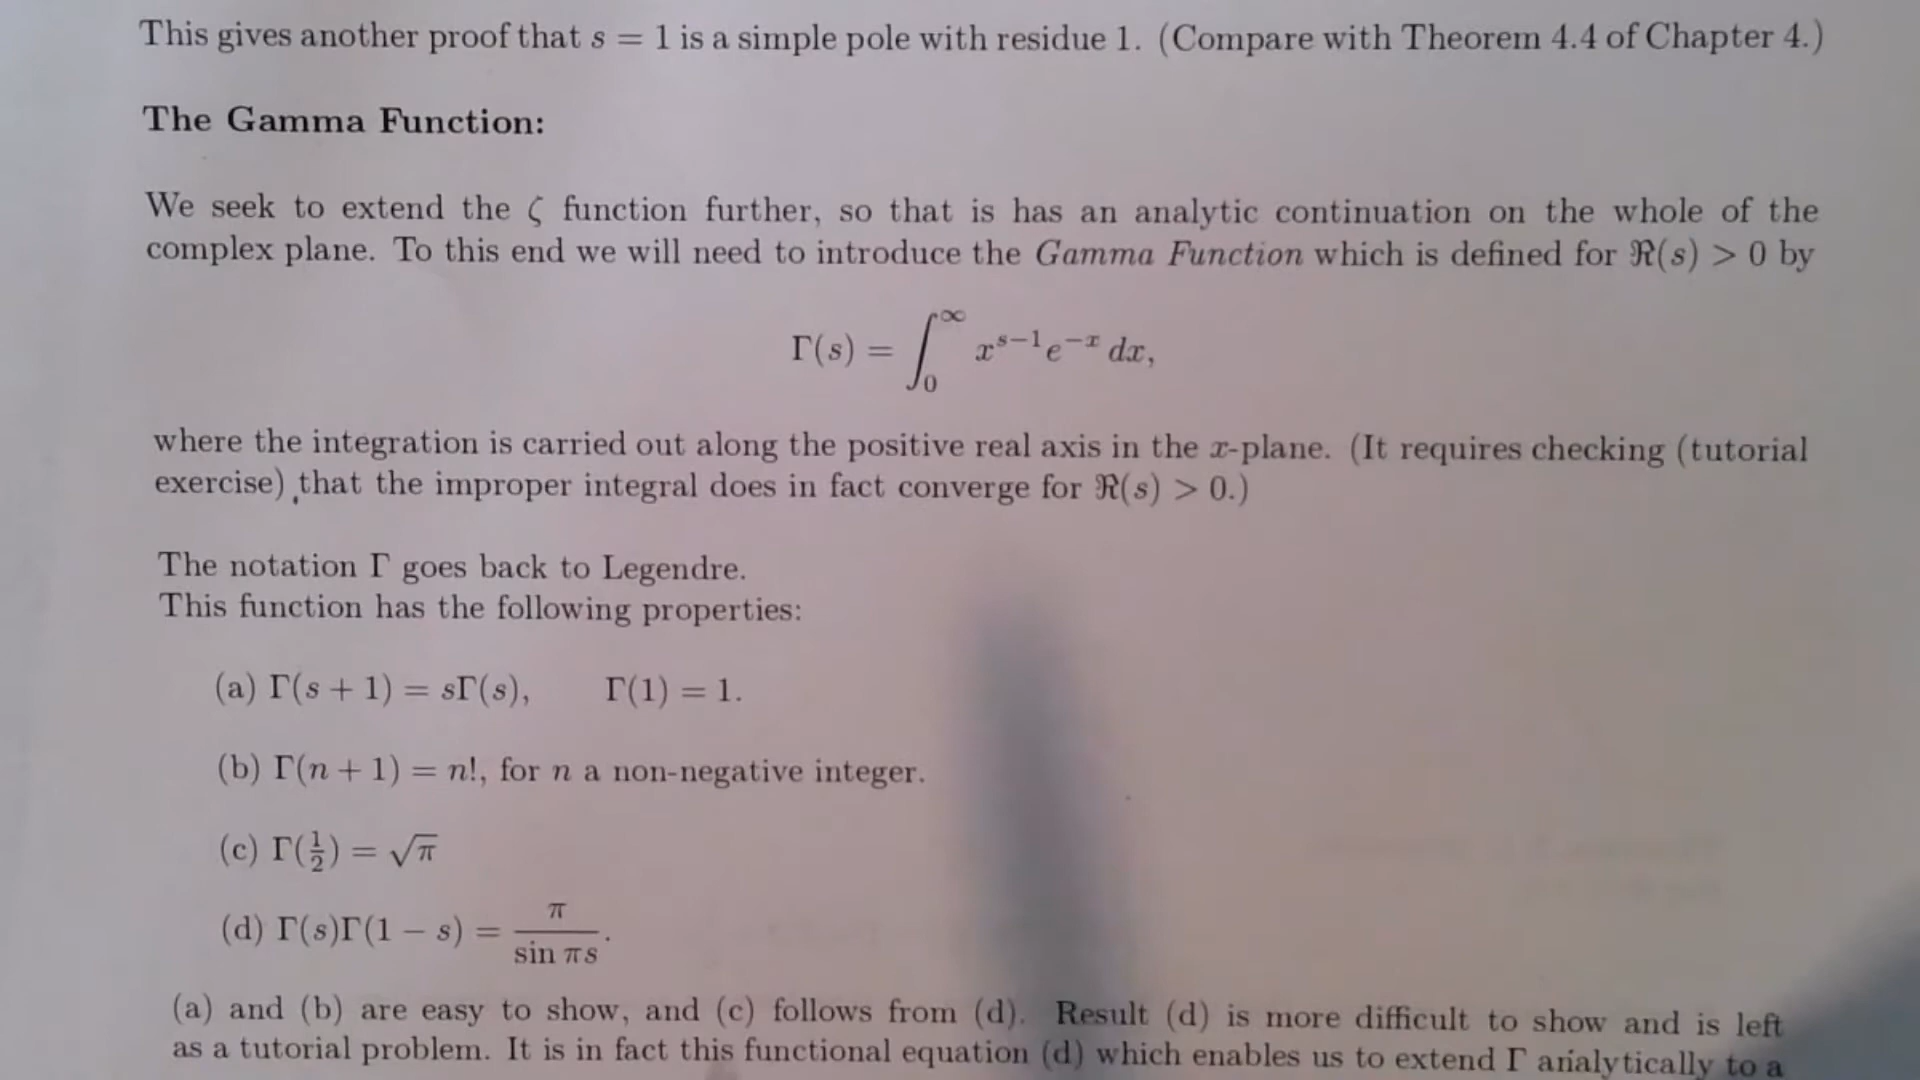 This gives another proof that s = 1 is a simple pole with residue 1. (Compare with Theorem 4.4 of Chapter 4.)
The Gamma Function:
We seek to extend the ζ function further, so that is has an analytic continuation on the whole of the
complex plane. To this end we will need to introduce the Gamma Function which is defined for ℜ(s) > 0 by
Γ(s) = ∫₀^∞ x^{s−1}e^{−x} dx,
where the integration is carried out along the positive real axis in the x-plane. (It requires checking (tutorial
exercise) that the improper integral does in fact converge for ℜ(s) > 0.)
The notation Γ goes back to Legendre.
This function has the following properties:
(a) Γ(s + 1) = sΓ(s), Γ(1) = 1.
(b) Γ(n + 1) = n!, for n a non-negative integer.
(c) Γ(½) = √π
(d) Γ(s)Γ(1 − s) = π / sin πs.
(a) and (b) are easy to show, and (c) follows from (d). Result (d) is more difficult to show and is left
as a tutorial problem. It is in fact this functional equation (d) which enables us to extend Γ analytically to a